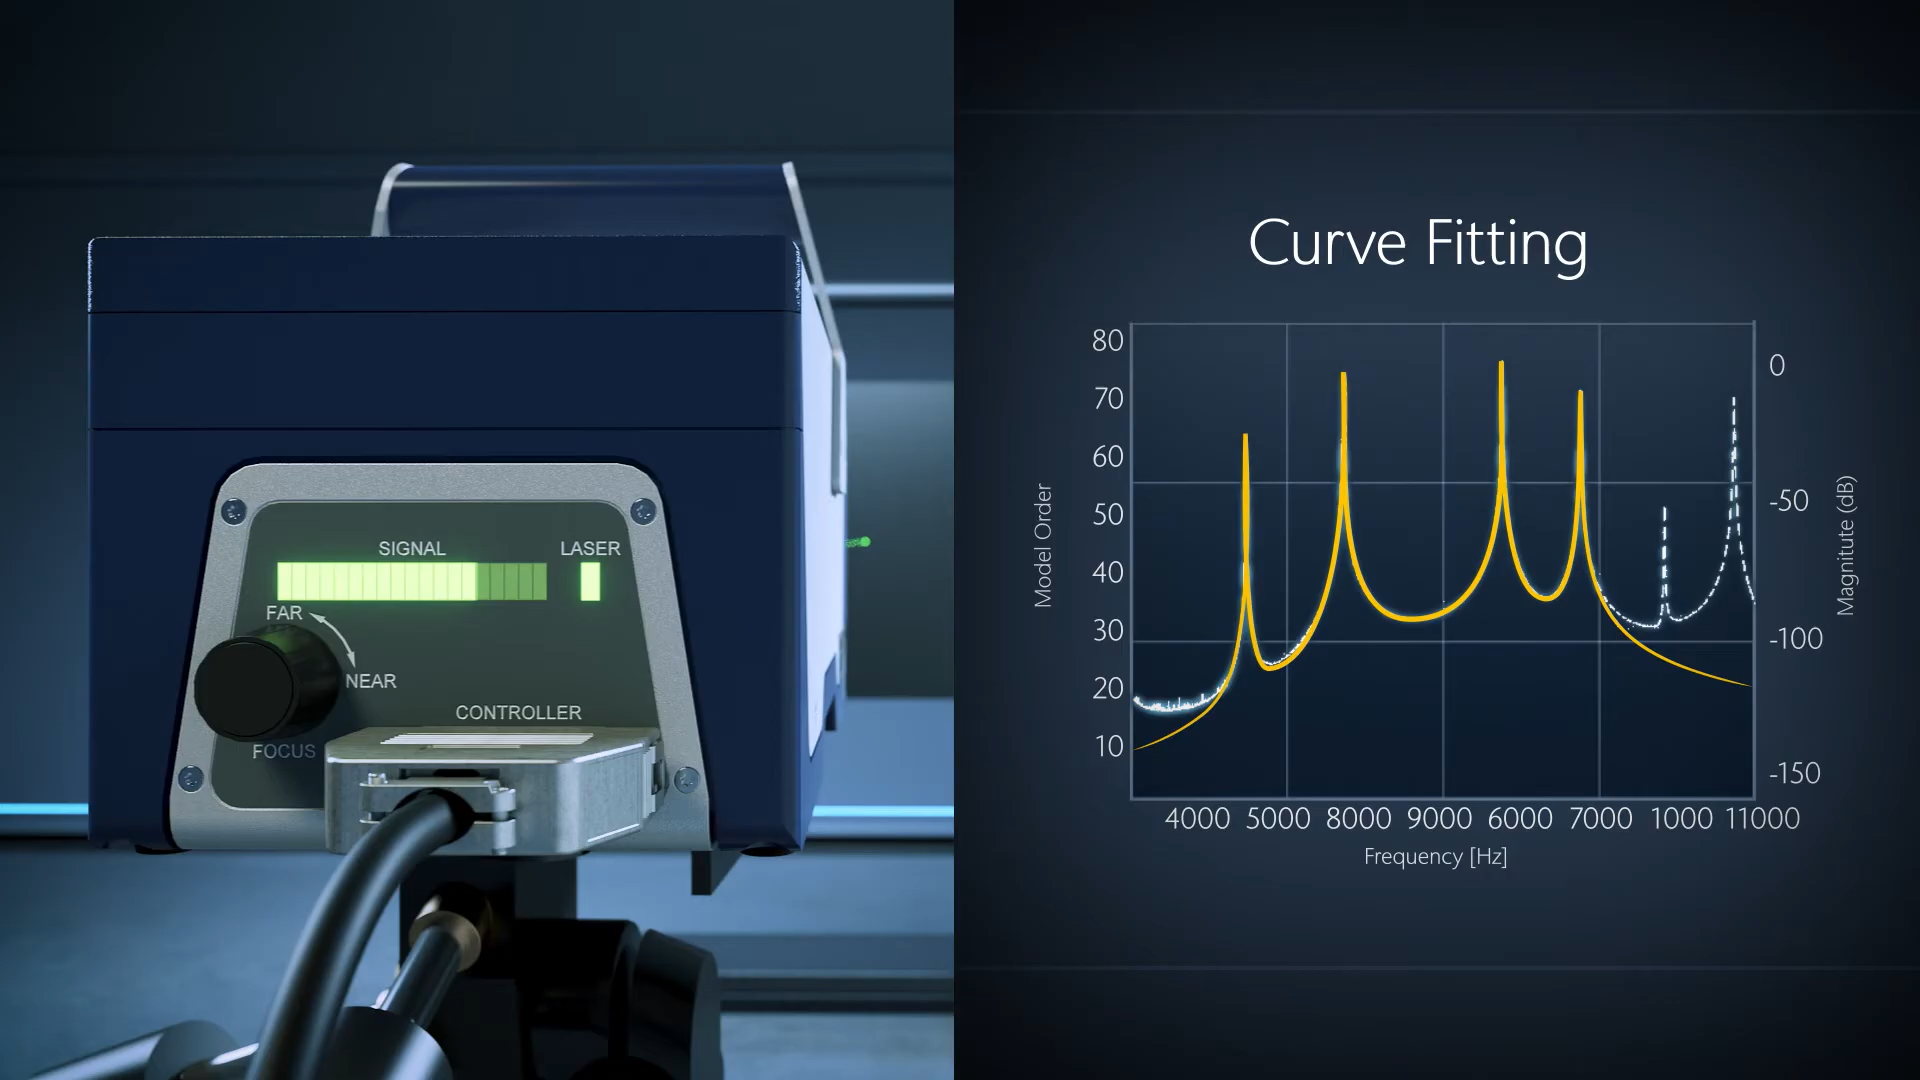 SIGNAL
LASER
FAR
NEAR
CONTROLLER
FOCUS
Curve Fitting
80
70
60
50
40
30
20
10
Model Order
0
-50
-100
-150
Magnitute (dB)
4000 5000 8000 9000 6000 7000 1000 11000
Frequency [Hz]